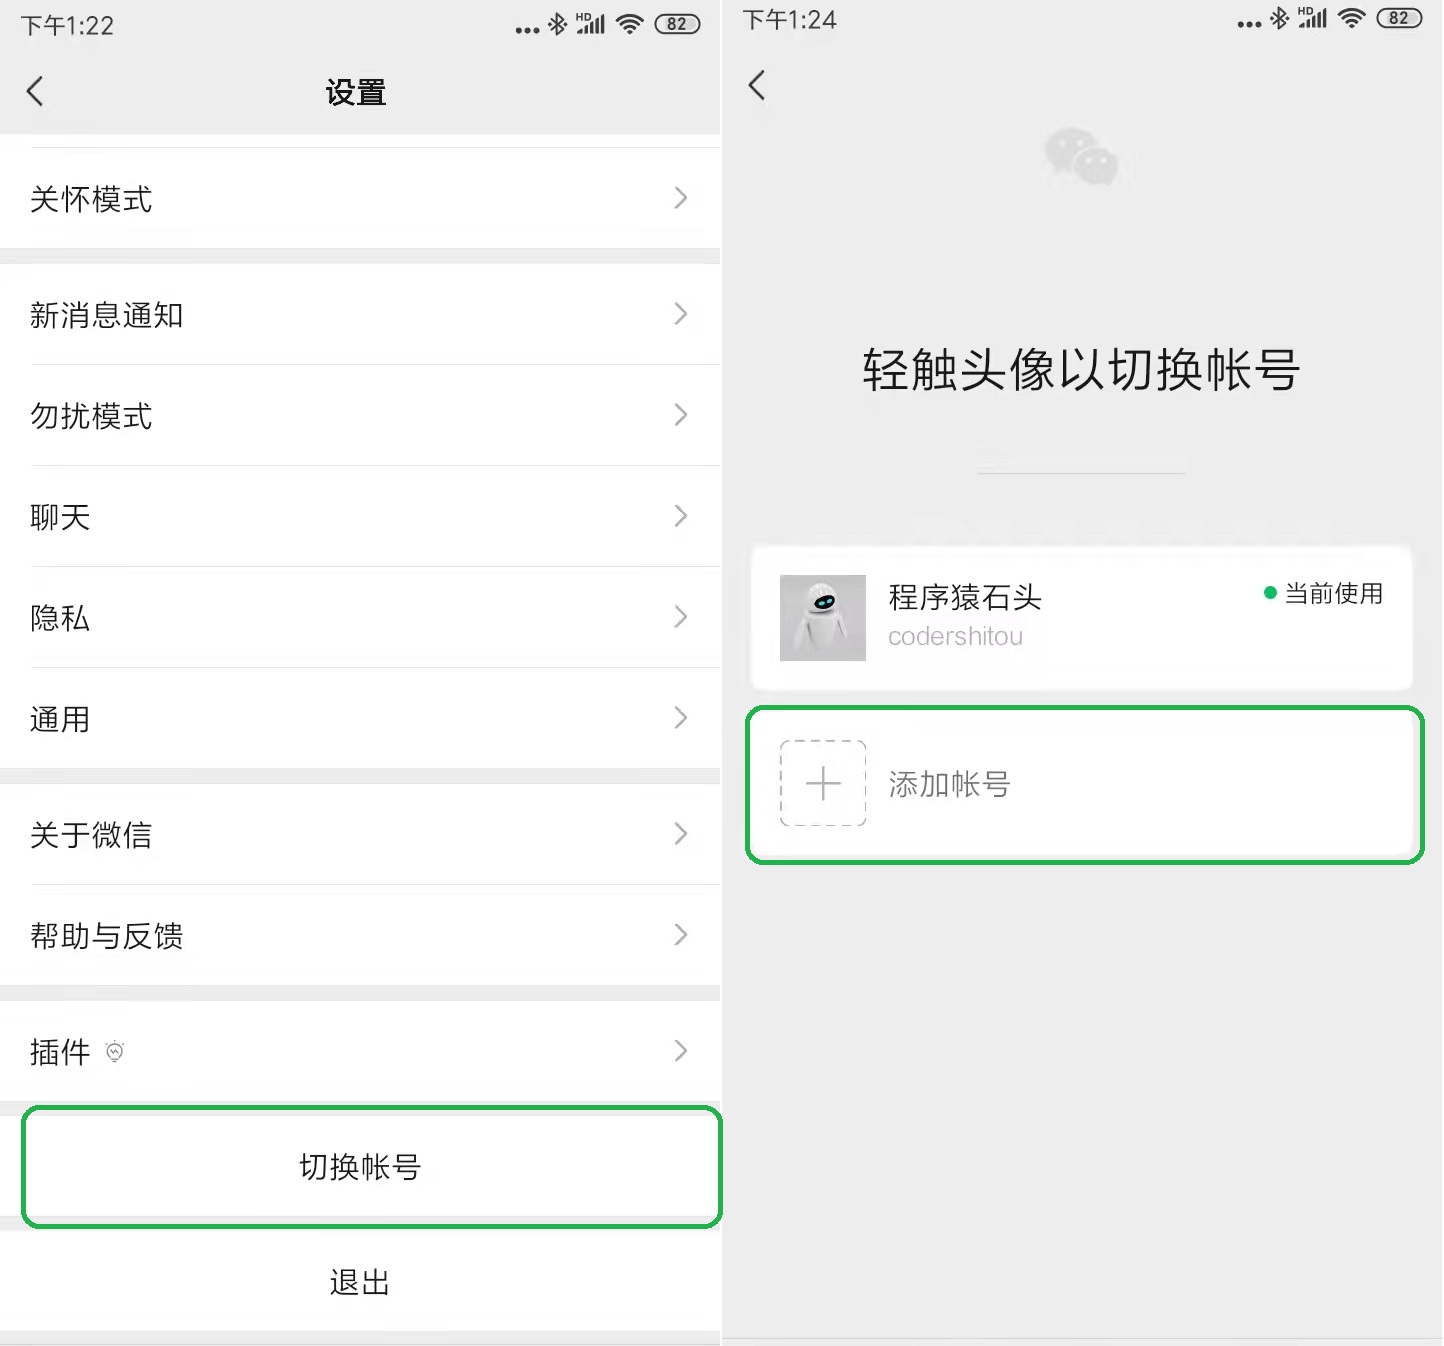 下午1:22
HD
82
设置
关怀模式
新消息通知
勿扰模式
聊天
隐私
通用
关于微信
帮助与反馈
插件
切换帐号
退出
下午1:24
HD
82
轻触头像以切换帐号
程序猿石头
当前使用
codershitou
添加帐号